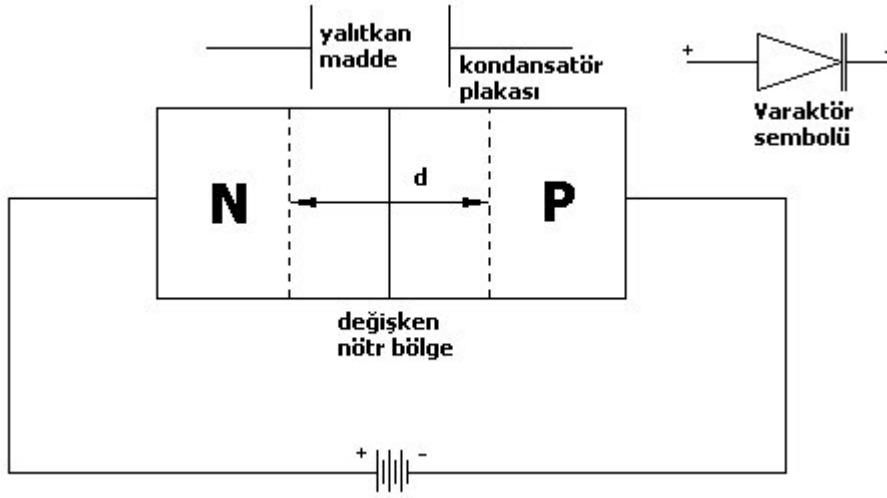 yalıtkan
madde
kondansatör
plakası
+ -
Varaktör
sembolü
N
d
P
değişken
nötr bölge
+ -